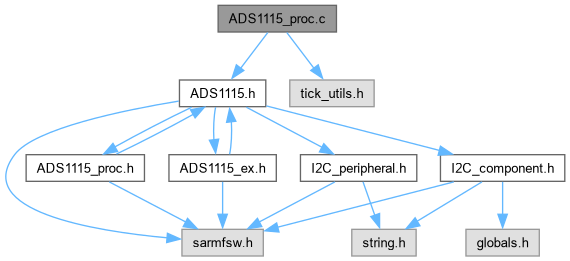 ADS1115_proc.c
ADS1115.h
tick_utils.h
ADS1115_proc.h
ADS1115_ex.h
I2C_peripheral.h
I2C_component.h
sarmfsw.h
string.h
globals.h